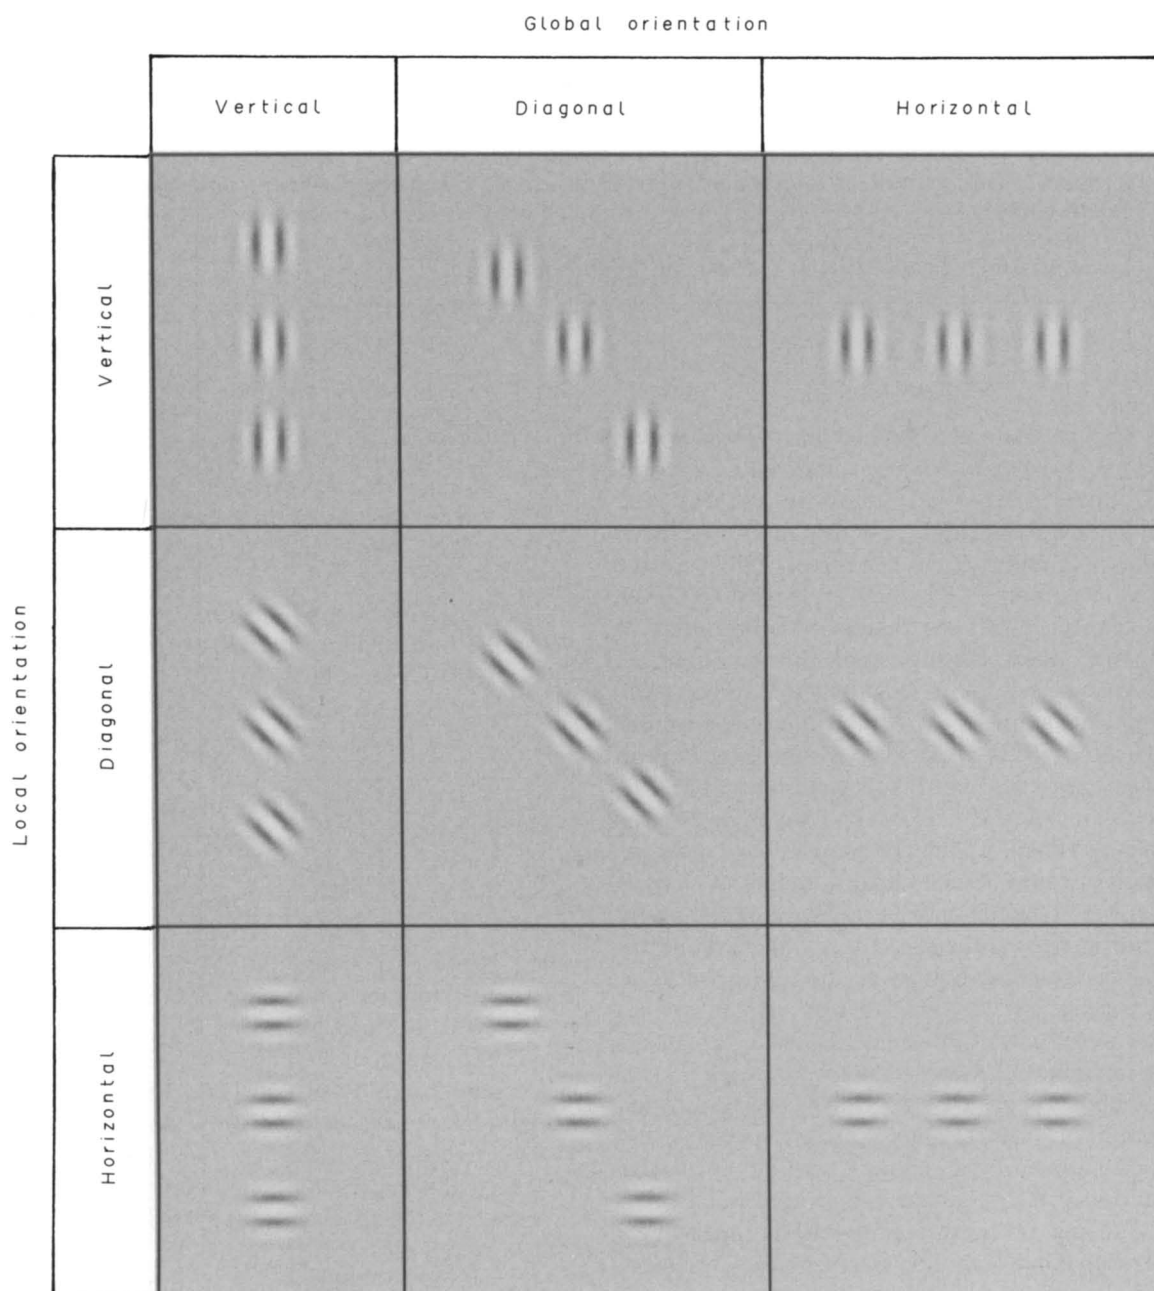 Global orientation
Vertical
Diagonal
Horizontal
Local orientation
Vertical
Diagonal
Horizontal